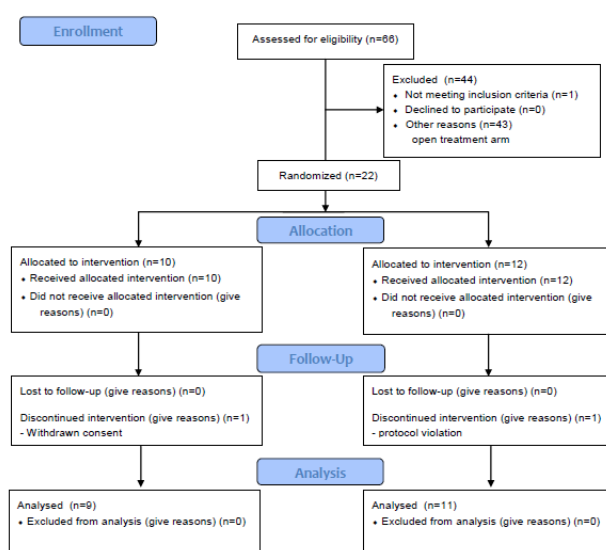 Enrollment
Assessed for eligibility (n=66)
Excluded (n=44)
• Not meeting inclusion criteria (n=1)
• Declined to participate (n=0)
• Other reasons (n=43)
open treatment arm
Randomized (n=22)
Allocation
Allocated to intervention (n=10)
• Received allocated intervention (n=10)
• Did not receive allocated intervention (give
reasons) (n=0)
Allocated to intervention (n=12)
• Received allocated intervention (n=12)
• Did not receive allocated intervention (give
reasons) (n=0)
Follow-Up
Lost to follow-up (give reasons) (n=0)
Discontinued intervention (give reasons) (n=1)
- Withdrawn consent
Lost to follow-up (give reasons) (n=0)
Discontinued intervention (give reasons) (n=1)
- protocol violation
Analysis
Analysed (n=9)
• Excluded from analysis (give reasons) (n=0)
Analysed (n=11)
• Excluded from analysis (give reasons) (n=0)